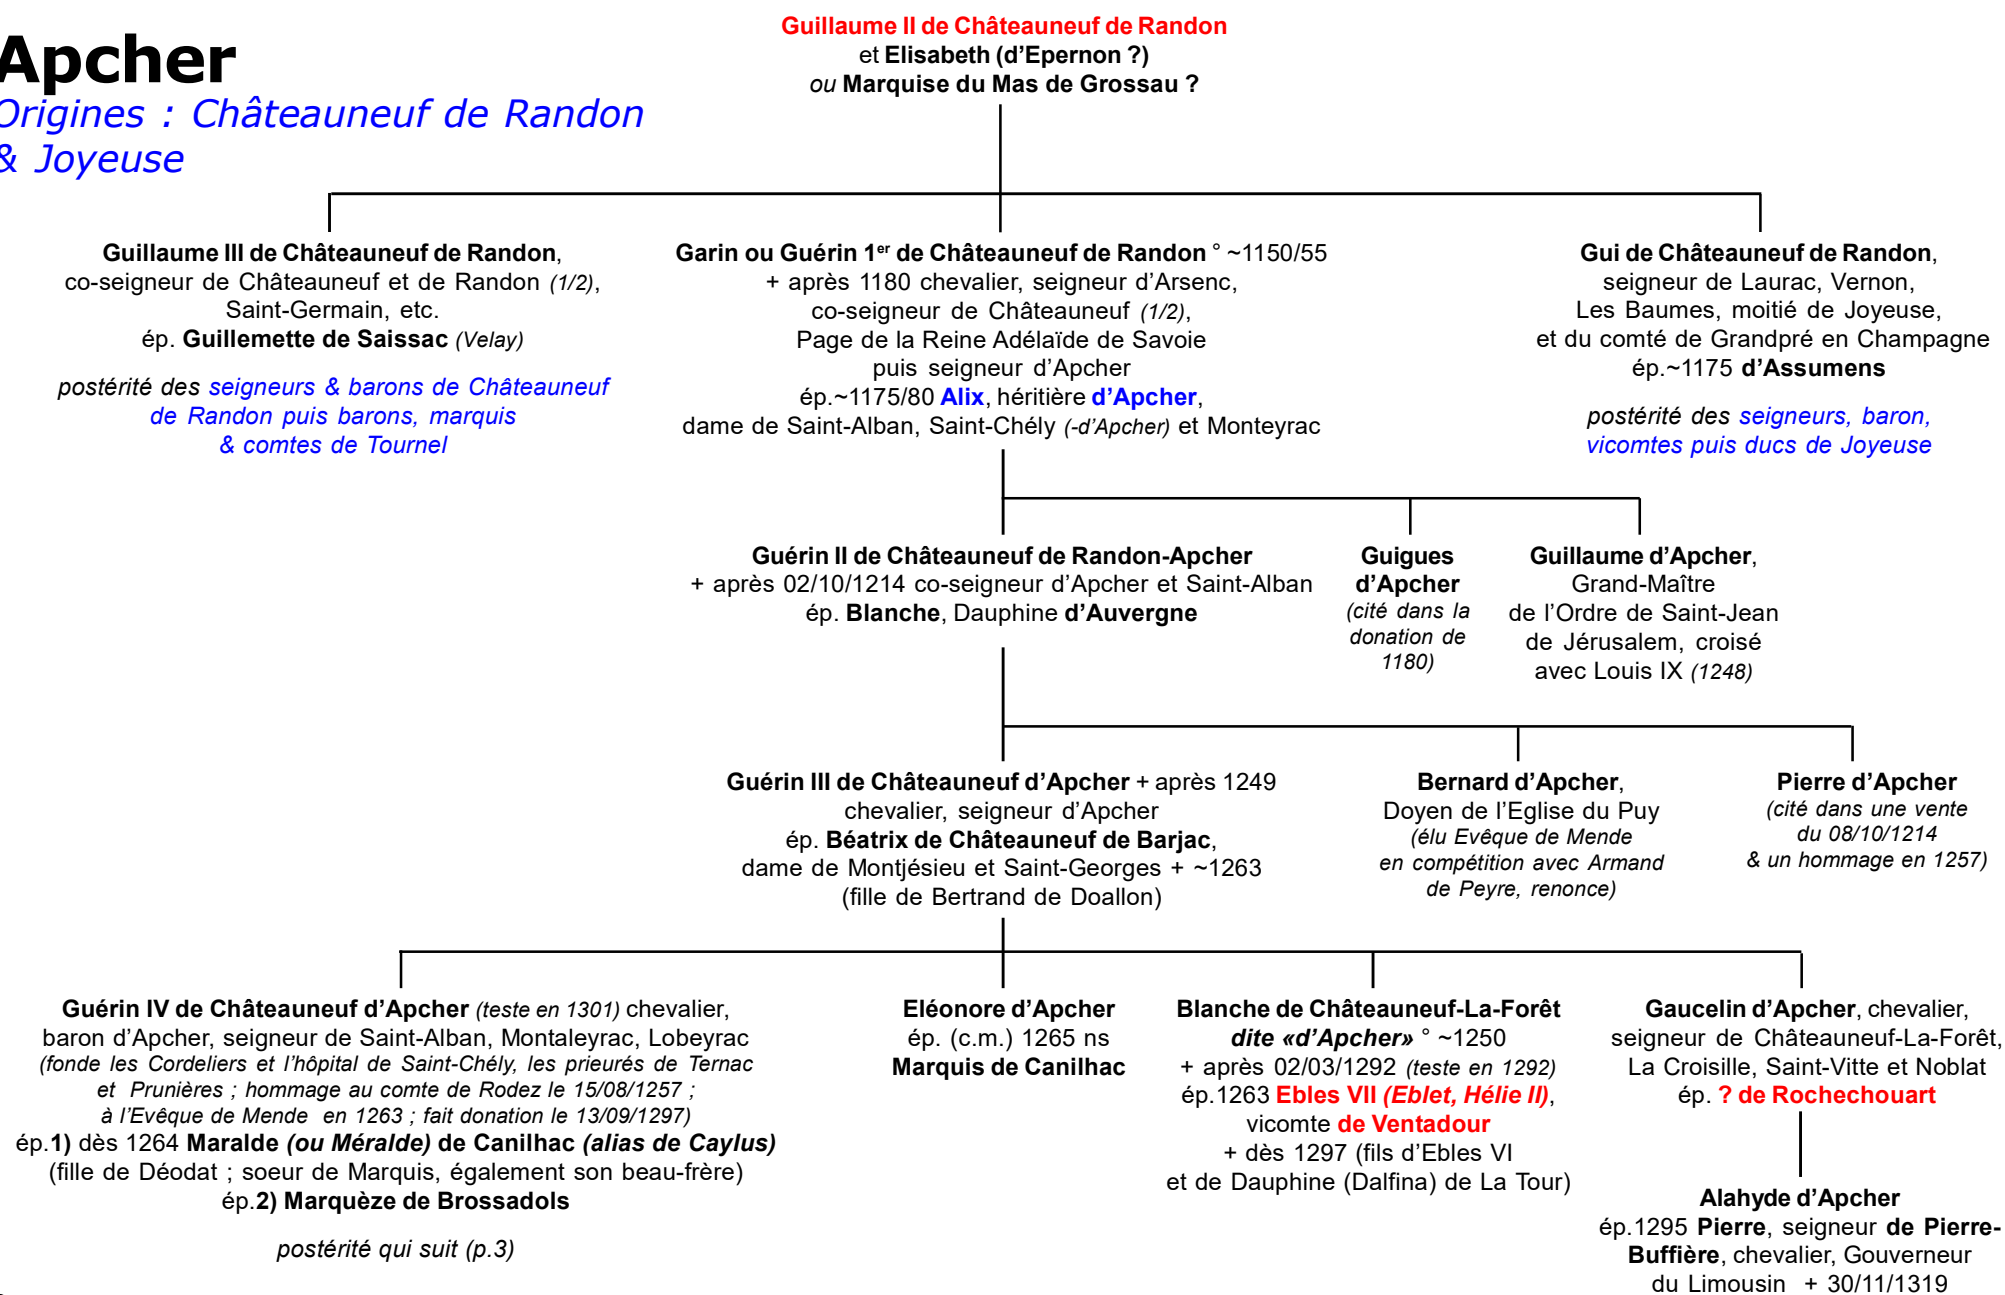 Apcher
Origines : Châteauneuf de Randon
& Joyeuse
Guillaume II de Châteauneuf de Randon
et Elisabeth (d’Epernon ?)
ou Marquise du Mas de Grossau ?
Guillaume III de Châteauneuf de Randon,
co-seigneur de Châteauneuf et de Randon (1/2),
Saint-Germain, etc.
ép. Guillemette de Saissac (Velay)
postérité des seigneurs & barons de Châteauneuf
de Randon puis barons, marquis
& comtes de Tournel
Garin ou Guérin 1er de Châteauneuf de Randon ° ~1150/55
+ après 1180 chevalier, seigneur d’Arsenc,
co-seigneur de Châteauneuf (1/2),
Page de la Reine Adélaïde de Savoie
puis seigneur d’Apcher
ép.~1175/80 Alix, héritière d’Apcher,
dame de Saint-Alban, Saint-Chély (-d’Apcher) et Monteyrac
Gui de Châteauneuf de Randon,
seigneur de Laurac, Vernon,
Les Baumes, moitié de Joyeuse,
et du comté de Grandpré en Champagne
ép.~1175 d’Assumens
postérité des seigneurs, baron,
vicomtes puis ducs de Joyeuse
Guérin II de Châteauneuf de Randon-Apcher
+ après 02/10/1214 co-seigneur d’Apcher et Saint-Alban
ép. Blanche, Dauphine d’Auvergne
Guigues
d’Apcher
(cité dans la
donation de
1180)
Guillaume d’Apcher,
Grand-Maître
de l’Ordre de Saint-Jean
de Jérusalem, croisé
avec Louis IX (1248)
Guérin III de Châteauneuf d’Apcher + après 1249
chevalier, seigneur d’Apcher
ép. Béatrix de Châteauneuf de Barjac,
dame de Montjésieu et Saint-Georges + ~1263
(fille de Bertrand de Doallon)
Bernard d’Apcher,
Doyen de l’Eglise du Puy
(élu Evêque de Mende
en compétition avec Armand
de Peyre, renonce)
Pierre d’Apcher
(cité dans une vente
du 08/10/1214
& un hommage en 1257)
Guérin IV de Châteauneuf d’Apcher (teste en 1301) chevalier,
baron d’Apcher, seigneur de Saint-Alban, Montaleyrac, Lobeyrac
(fonde les Cordeliers et l’hôpital de Saint-Chély, les prieurés de Ternac
et Prunières ; hommage au comte de Rodez le 15/08/1257 ;
à l’Evêque de Mende en 1263 ; fait donation le 13/09/1297)
ép.1) dès 1264 Maralde (ou Méralde) de Canilhac (alias de Caylus)
(fille de Déodat ; soeur de Marquis, également son beau-frère)
ép.2) Marquèze de Brossadols
postérité qui suit (p.3)
Eléonore d’Apcher
ép. (c.m.) 1265 ns
Marquis de Canilhac
Blanche de Châteauneuf-La-Forêt
dite «d’Apcher» ° ~1250
+ après 02/03/1292 (teste en 1292)
ép.1263 Ebles VII (Eblet, Hélie II),
vicomte de Ventadour
+ dès 1297 (fils d’Ebles VI
et de Dauphine (Dalfina) de La Tour)
Gaucelin d’Apcher, chevalier,
seigneur de Châteauneuf-La-Forêt,
La Croisille, Saint-Vitte et Noblat
ép. ? de Rochechouart
Alahyde d’Apcher
ép.1295 Pierre, seigneur de Pierre-
Buffière, chevalier, Gouverneur
du Limousin + 30/11/1319